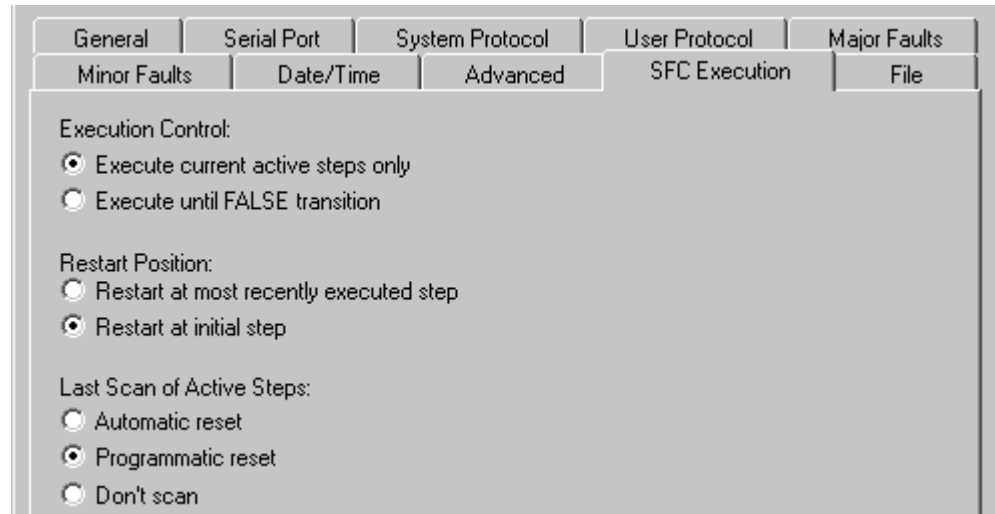 General Serial Port System Protocol User Protocol Major Faults
Minor Faults Date/Time Advanced SFC Execution File
Execution Control:
Execute current active steps only
Execute until FALSE transition
Restart Position:
Restart at most recently executed step
Restart at initial step
Last Scan of Active Steps:
Automatic reset
Programmatic reset
Don't scan